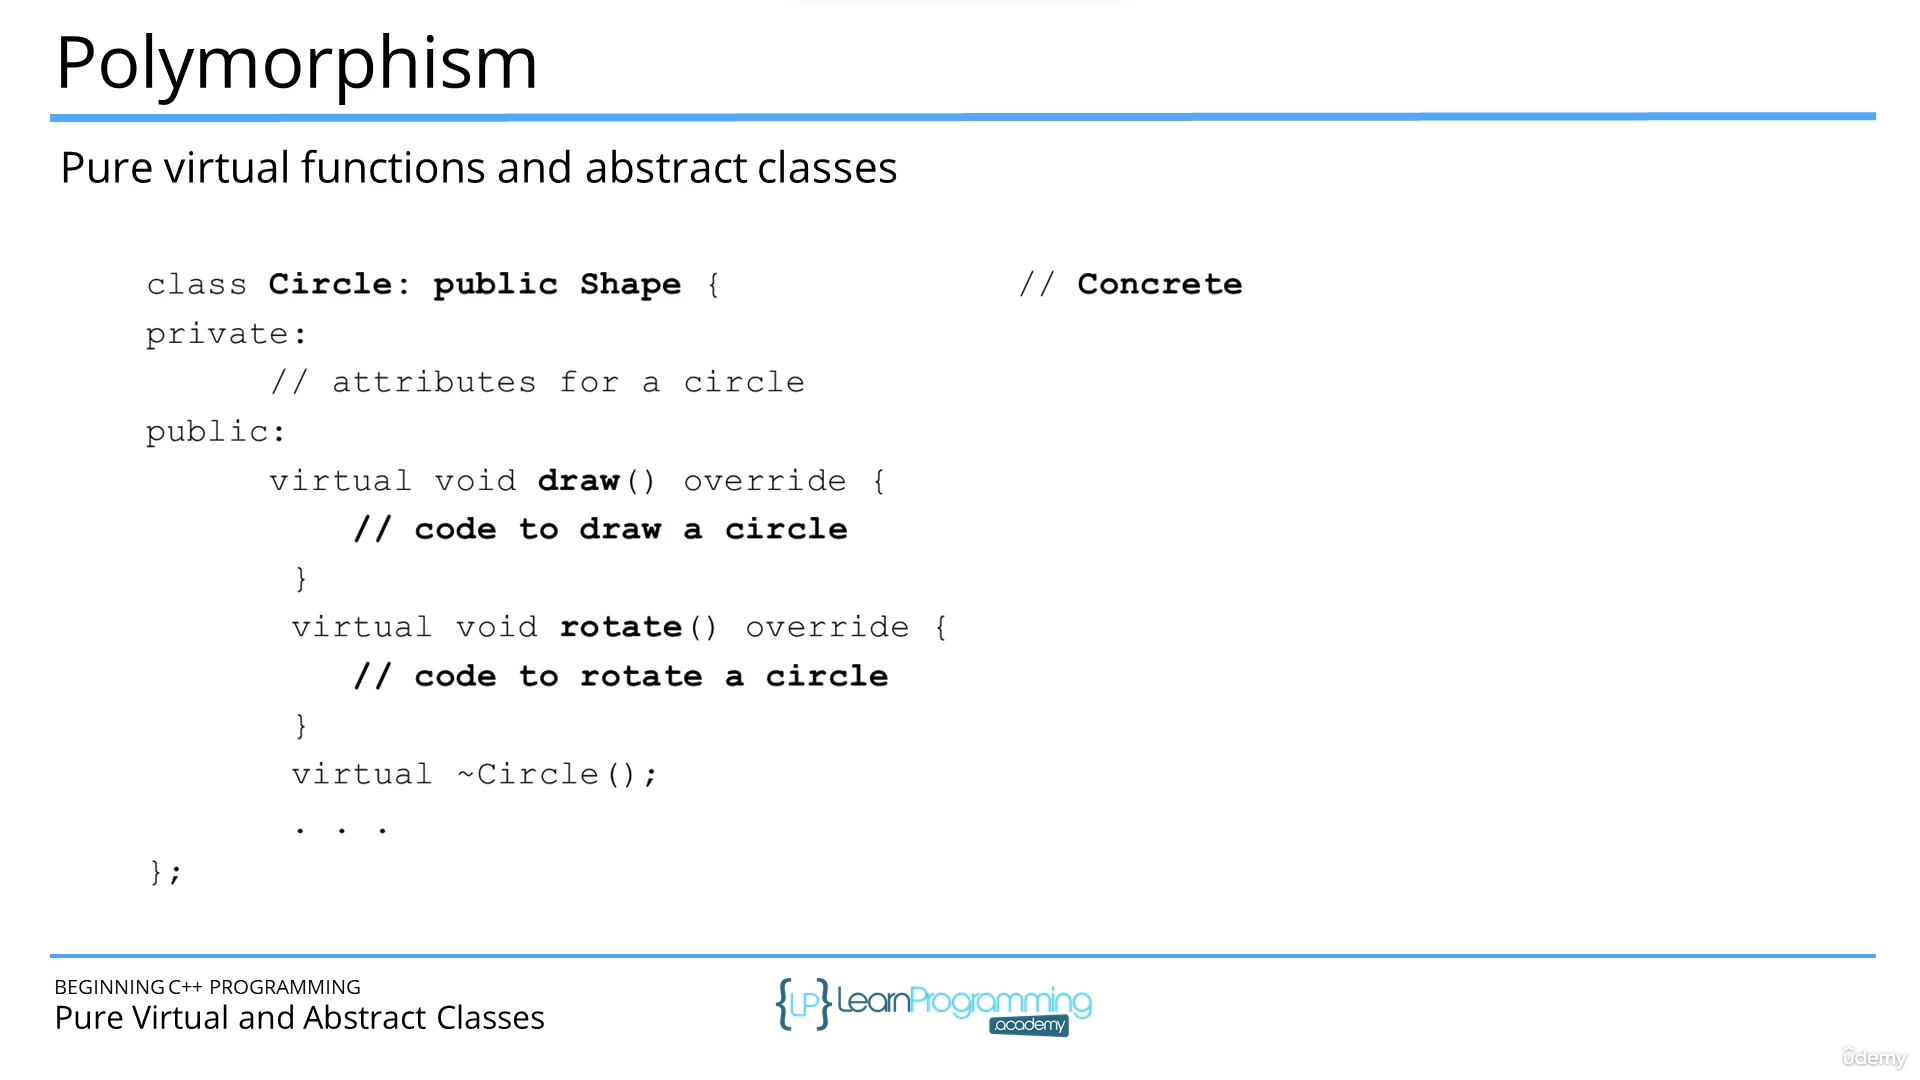 Polymorphism
Pure virtual functions and abstract classes
class Circle: public Shape { // Concrete
private:
// attributes for a circle
public:
virtual void draw() override {
// code to draw a circle
}
virtual void rotate() override {
// code to rotate a circle
}
virtual ~Circle();
. . .
};
BEGINNING C++ PROGRAMMING
Pure Virtual and Abstract Classes
{LP} LearnProgramming
academy
ûdemy